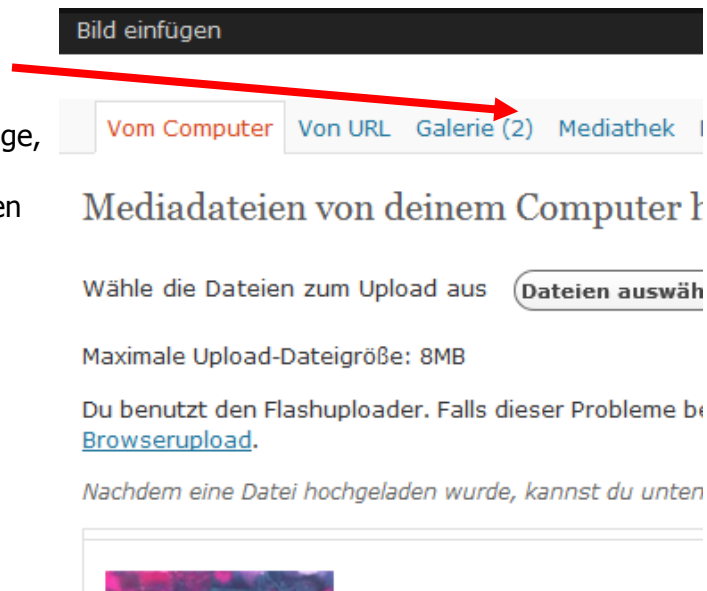 Bild einfügen
ge,
en
Vom Computer Von URL Galerie (2) Mediathek
Mediadateien von deinem Computer h
Wähle die Dateien zum Upload aus Dateien auswäh
Maximale Upload-Dateigröße: 8MB
Du benutzt den Flashuploader. Falls dieser Probleme be
Browserupload.
Nachdem eine Datei hochgeladen wurde, kannst du unten